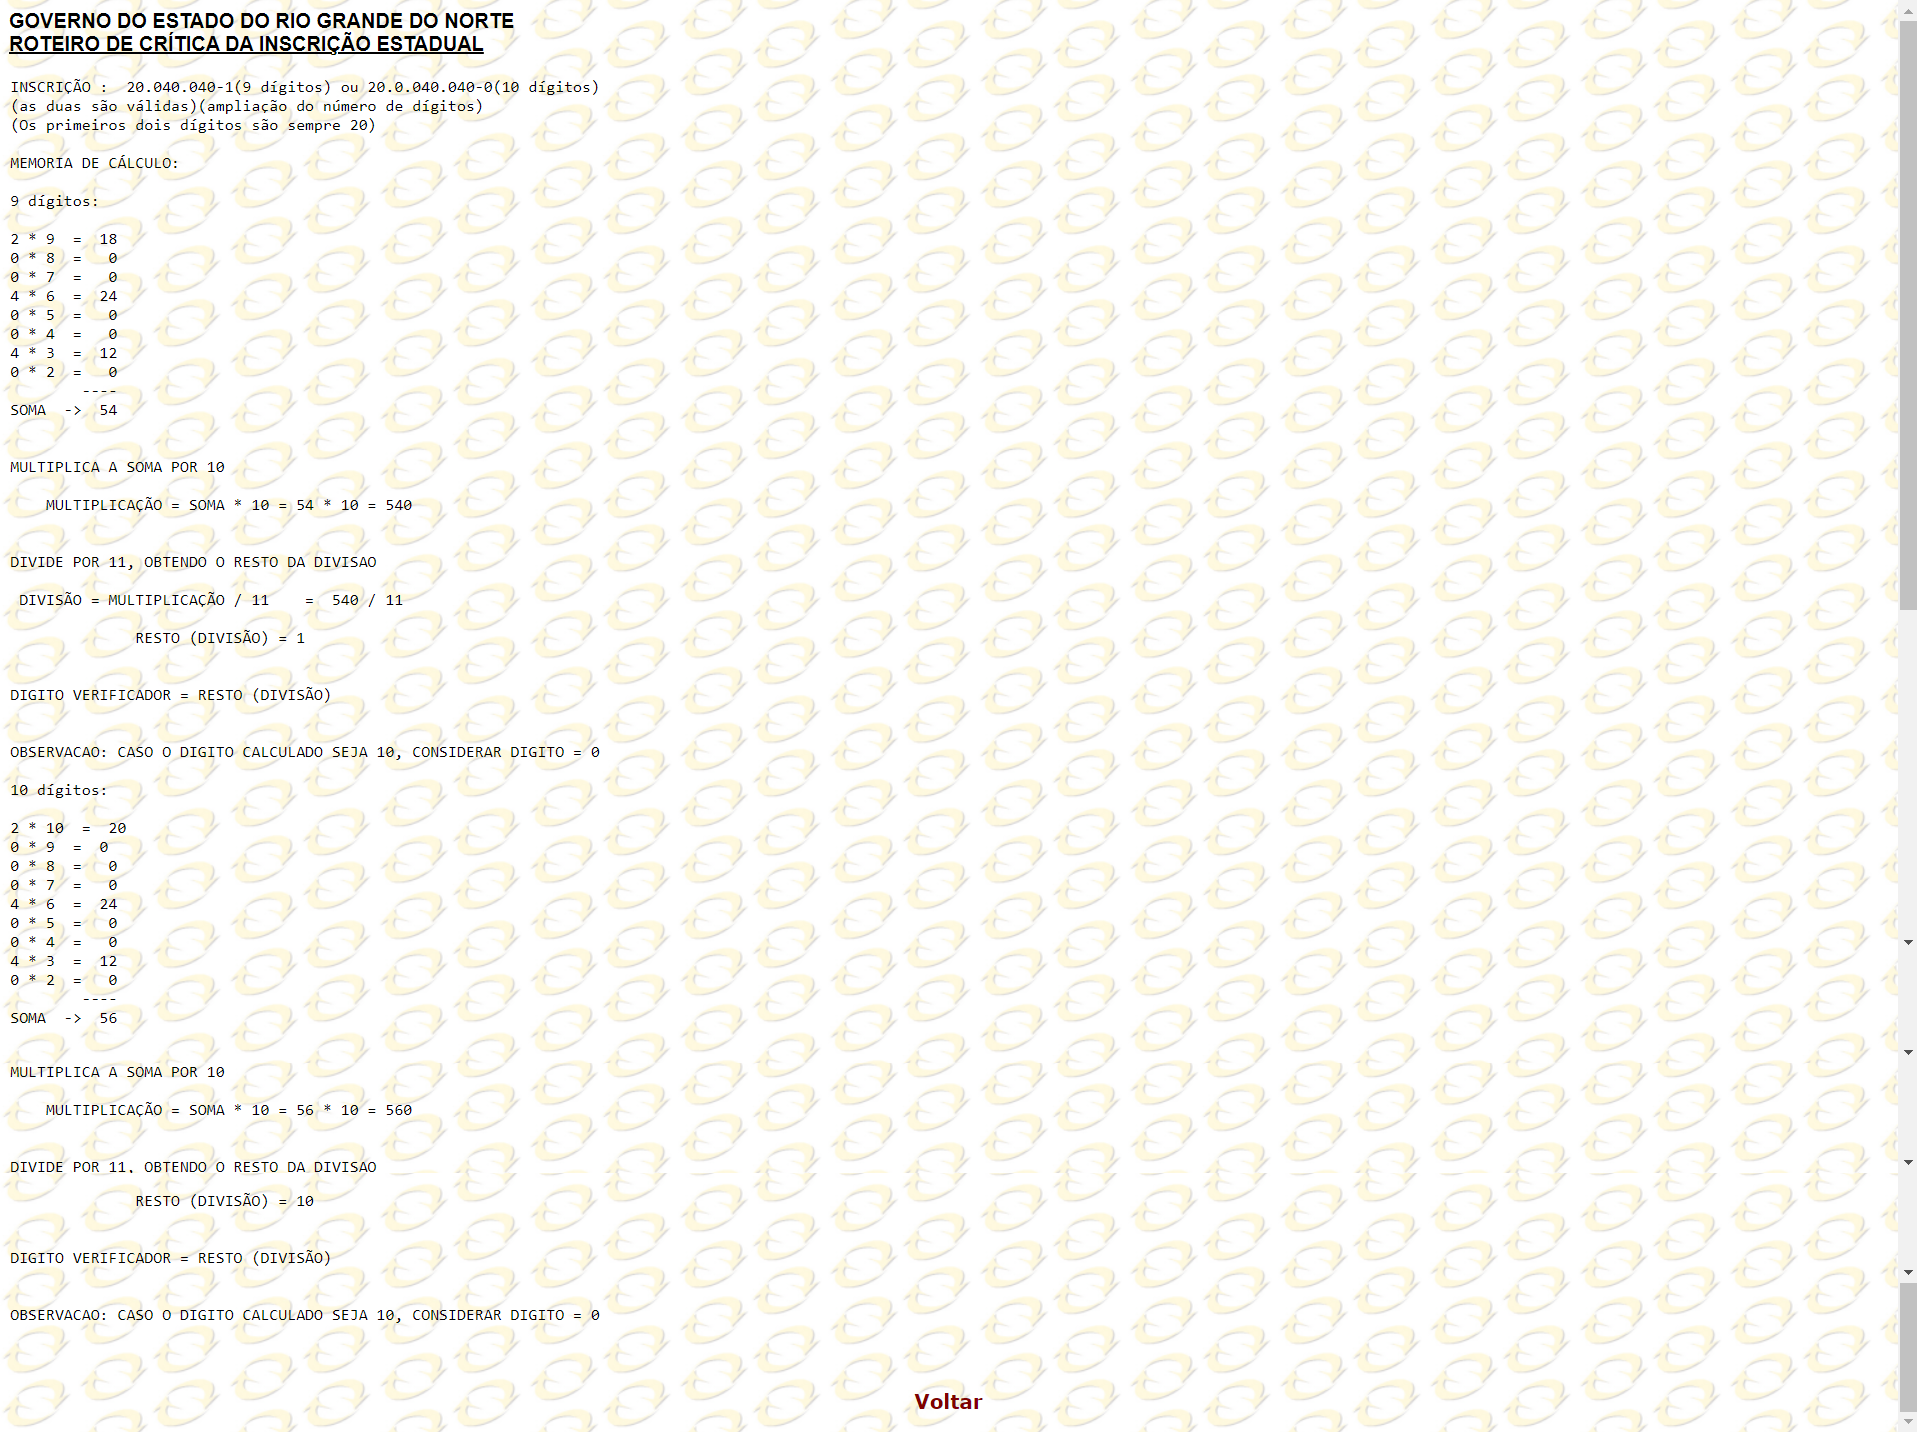 GOVERNO DO ESTADO DO RIO GRANDE DO NORTE
ROTEIRO DE CRÍTICA DA INSCRIÇÃO ESTADUAL
INSCRIÇÃO :  20.040.040-1(9 dígitos) ou 20.0.040.040-0(10 dígitos)
(as duas são válidas)(ampliação do número de dígitos)
(Os primeiros dois dígitos são sempre 20)
MEMORIA DE CÁLCULO:
9 dígitos:
2 * 9  =  18
0 * 8  =   0
0 * 7  =   0
4 * 6  =  24
0 * 5  =   0
0 * 4  =   0
4 * 3  =  12
0 * 2  =   0
----
SOMA  ->  54
MULTIPLICA A SOMA POR 10
MULTIPLICAÇÃO = SOMA * 10 = 54 * 10 = 540
DIVIDE POR 11, OBTENDO O RESTO DA DIVISAO
DIVISÃO = MULTIPLICAÇÃO / 11    =  540 / 11
RESTO (DIVISÃO) = 1
DIGITO VERIFICADOR = RESTO (DIVISÃO)
OBSERVACAO: CASO O DIGITO CALCULADO SEJA 10, CONSIDERAR DIGITO = 0
10 dígitos:
2 * 10  =  20
0 * 9  =  0
0 * 8  =   0
0 * 7  =   0
4 * 6  =  24
0 * 5  =   0
0 * 4  =   0
4 * 3  =  12
0 * 2  =   0
----
SOMA  ->  56
MULTIPLICA A SOMA POR 10
MULTIPLICAÇÃO = SOMA * 10 = 56 * 10 = 560
DIVIDE POR 11, OBTENDO O RESTO DA DIVISAO
RESTO (DIVISÃO) = 10
DIGITO VERIFICADOR = RESTO (DIVISÃO)
OBSERVACAO: CASO O DIGITO CALCULADO SEJA 10, CONSIDERAR DIGITO = 0
Voltar